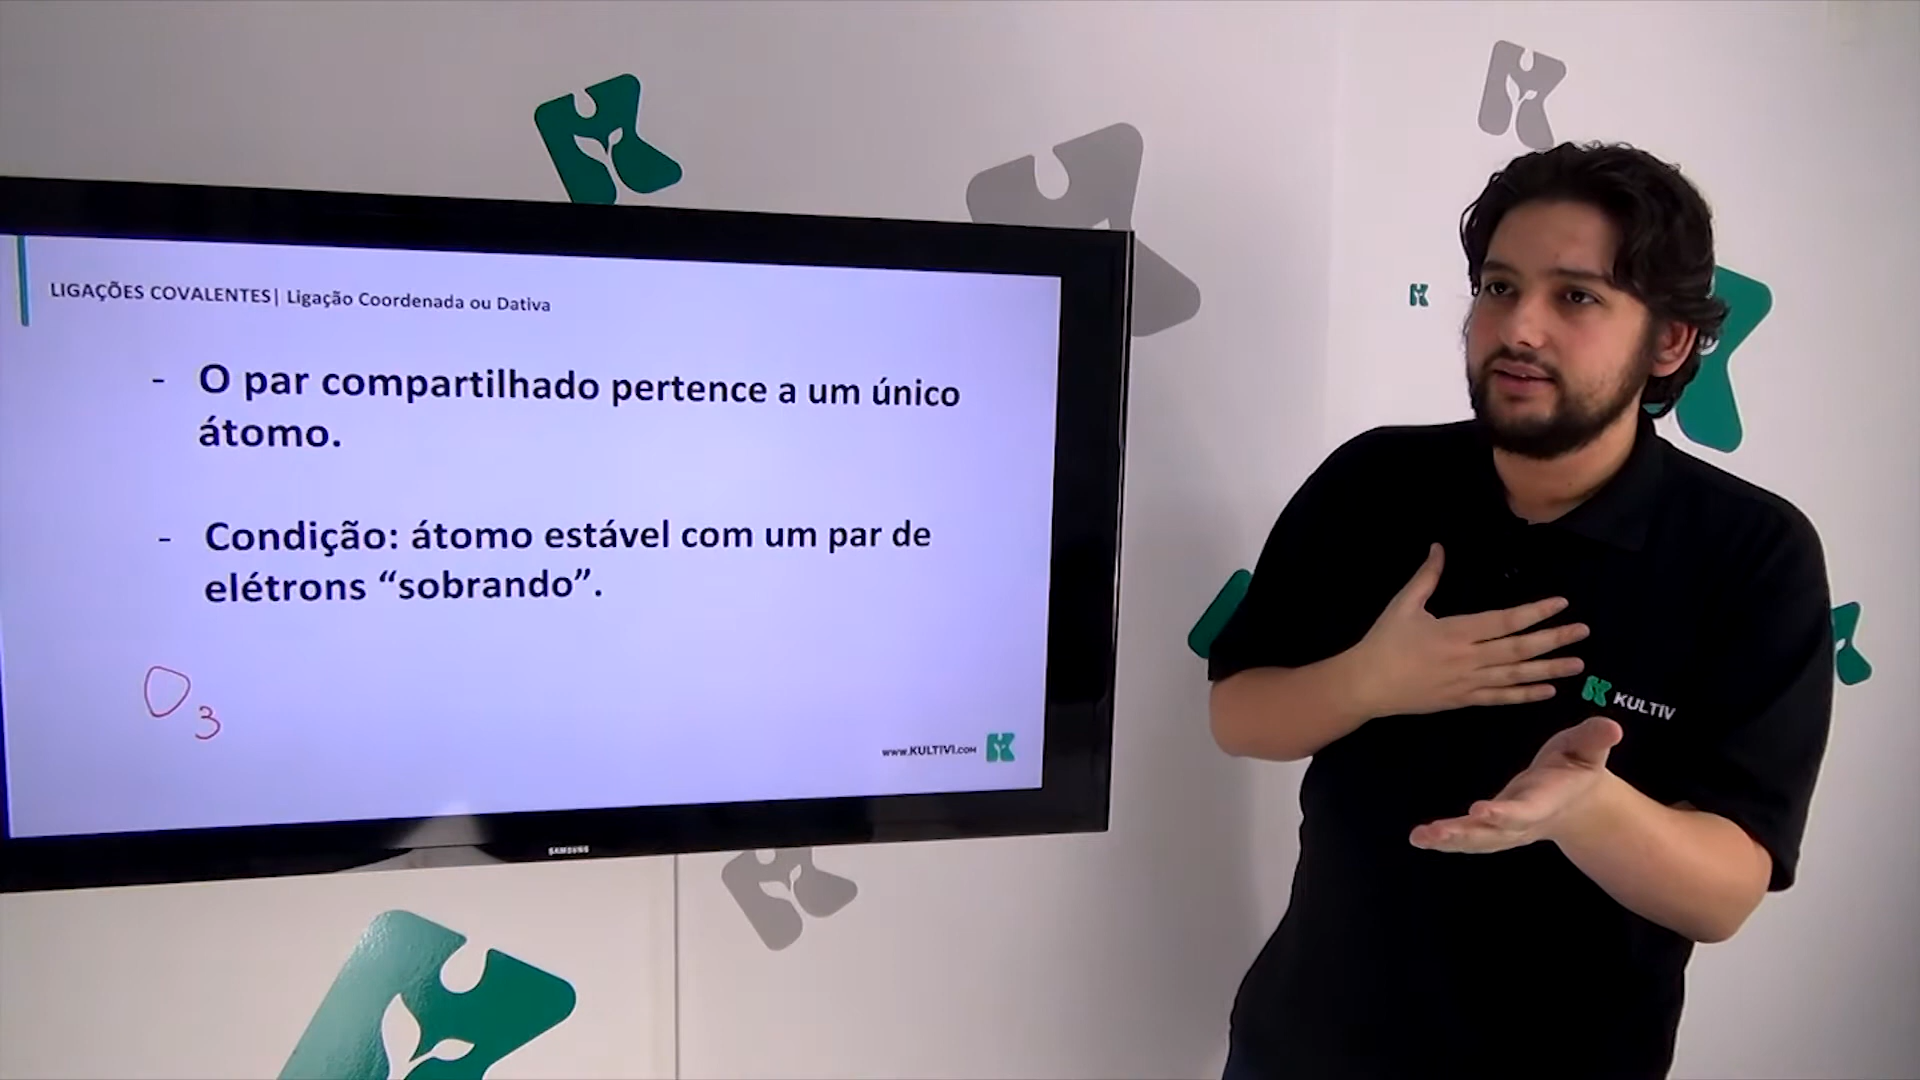 LIGAÇÕES COVALENTES| Ligação Coordenada ou Dativa
- O par compartilhado pertence a um único
átomo.
- Condição: átomo estável com um par de
elétrons “sobrando”.
O3
www.KULTIVI.COM
SAMSUNG
KULTIV